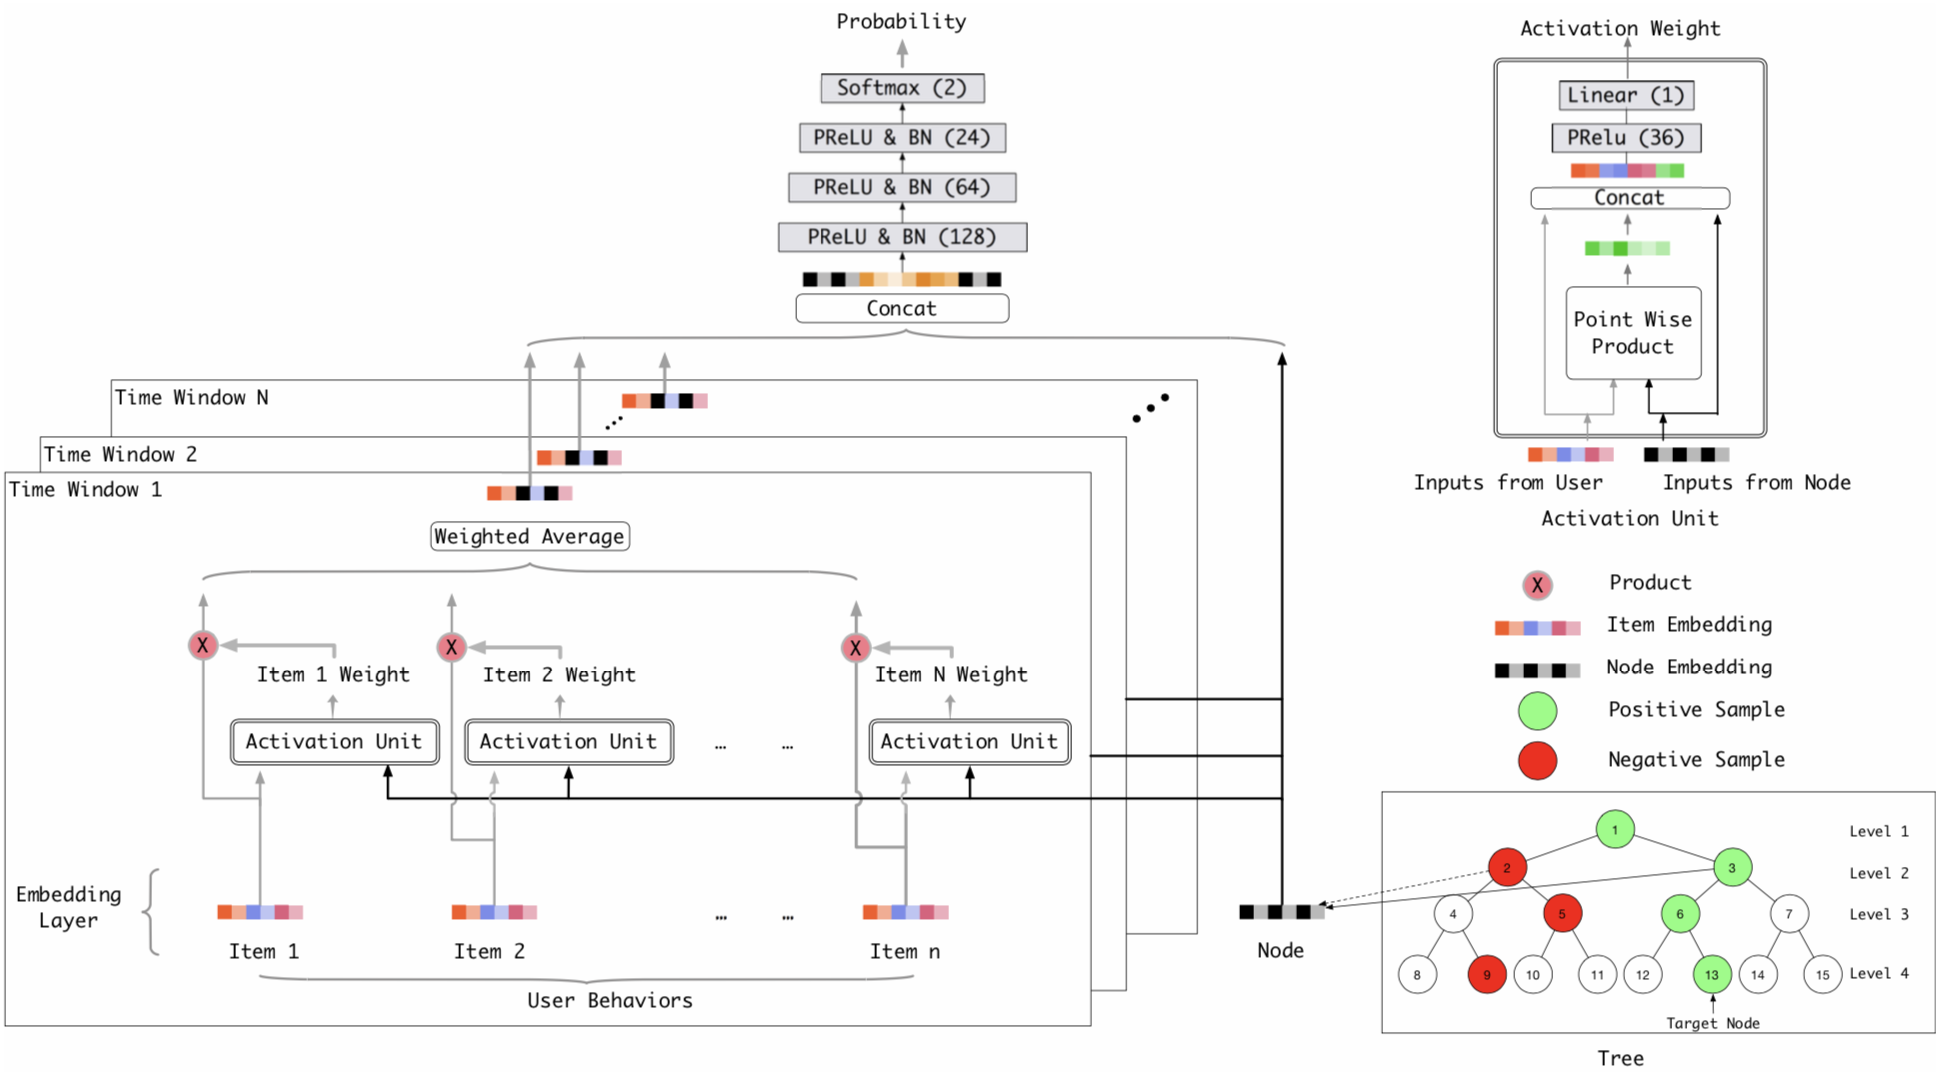 Probability
Softmax (2)
PReLU & BN (24)
PReLU & BN (64)
PReLU & BN (128)
Concat
Time Window N
Time Window 2
Time Window 1
Weighted Average
X
X
X
Item 1 Weight
Item 2 Weight
Item N Weight
Activation Unit
Activation Unit
... ...
Activation Unit
Embedding
Layer
... ...
Item 1
Item 2
Item n
User Behaviors
Node
Activation Weight
Linear (1)
PRelu (36)
Concat
Point Wise
Product
Inputs from User
Inputs from Node
Activation Unit
X Product
Item Embedding
Node Embedding
Positive Sample
Negative Sample
1 Level 1
2 3 Level 2
4 5 6 7 Level 3
8 9 10 11 12 13 14 15 Level 4
Target Node
Tree